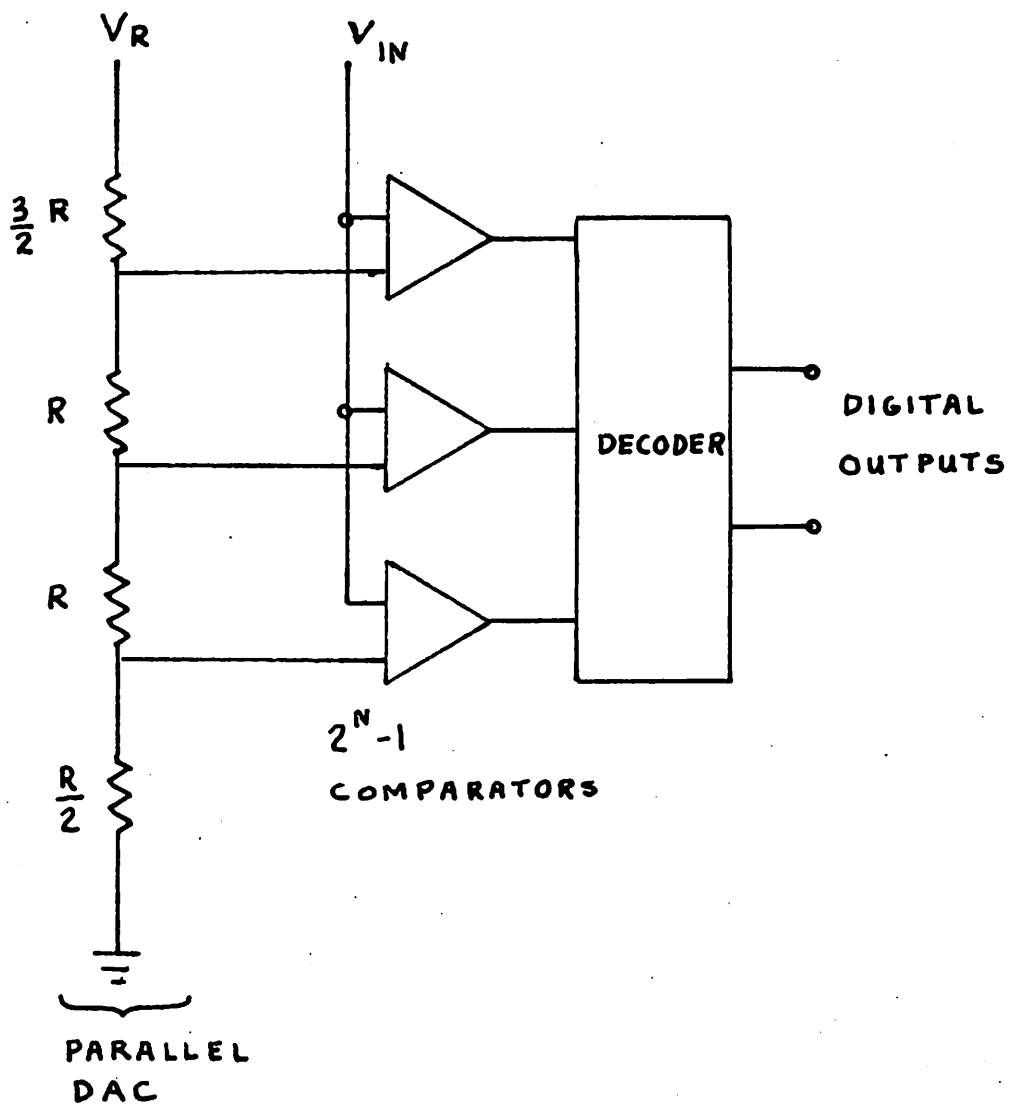 VR
VIN
3/2 R
R
R
R/2
DECODER
DIGITAL
OUTPUTS
2^N-1
COMPARATORS
PARALLEL
DAC